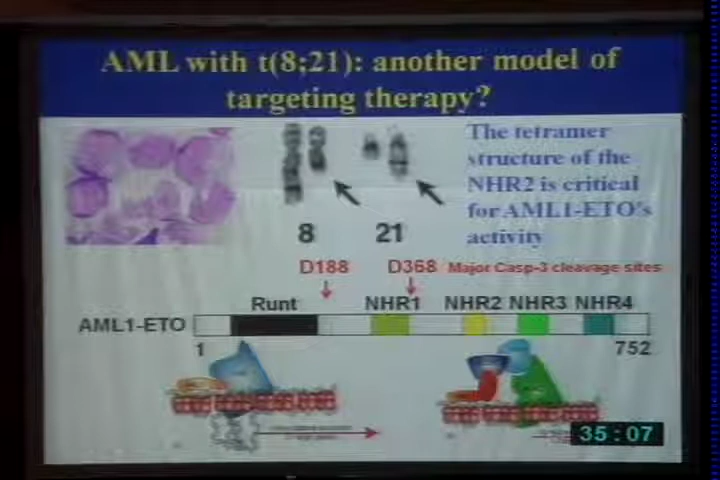 AML with t(8;21): another model of
targeting therapy?
The tetramer
structure of the
NHR2 is critical
for AML1-ETO's
activity
8
21
D188
D368
Major Casp-3 cleavage sites
Runt
NHR1
NHR2
NHR3
NHR4
AML1-ETO
1
752
35:07